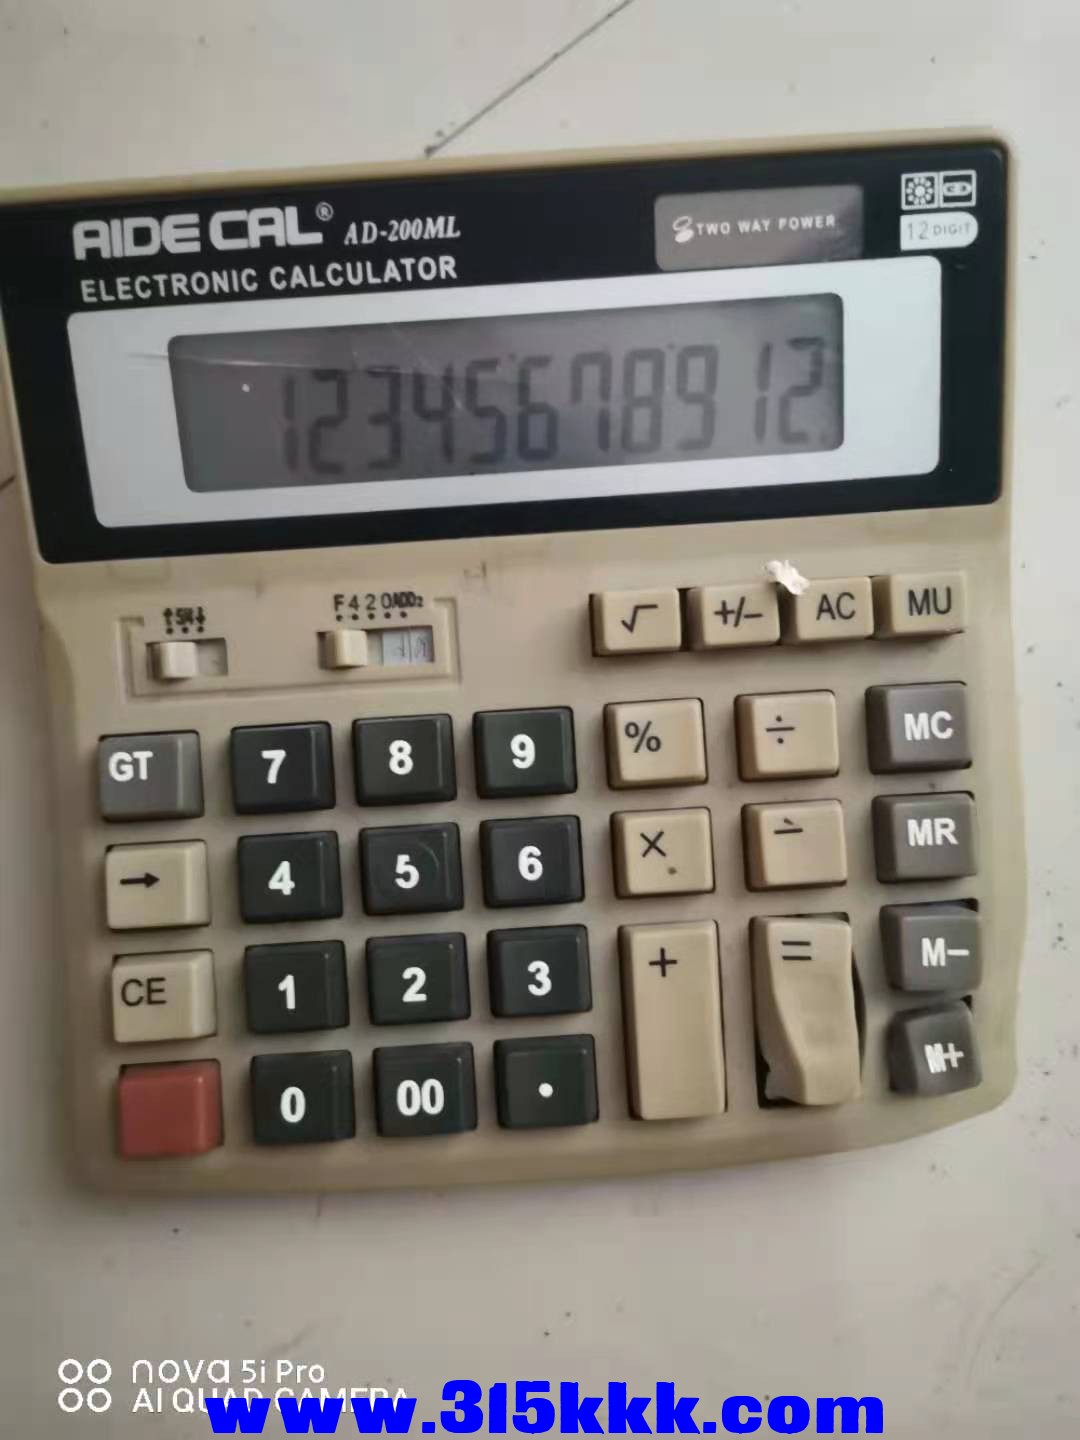 AIDE CAL® AD-200ML
ELECTRONIC CALCULATOR
TWO WAY POWER
12 DIGIT
12345678912.
F 4 2 0 ADD₂
√ +/− AC MU
GT 7 8 9 % ÷ MC
→ 4 5 6 × − MR
CE 1 2 3 + = M−
0 00 • M+
nova 5i Pro
AI QUAD CAMERA
www.315kkk.com